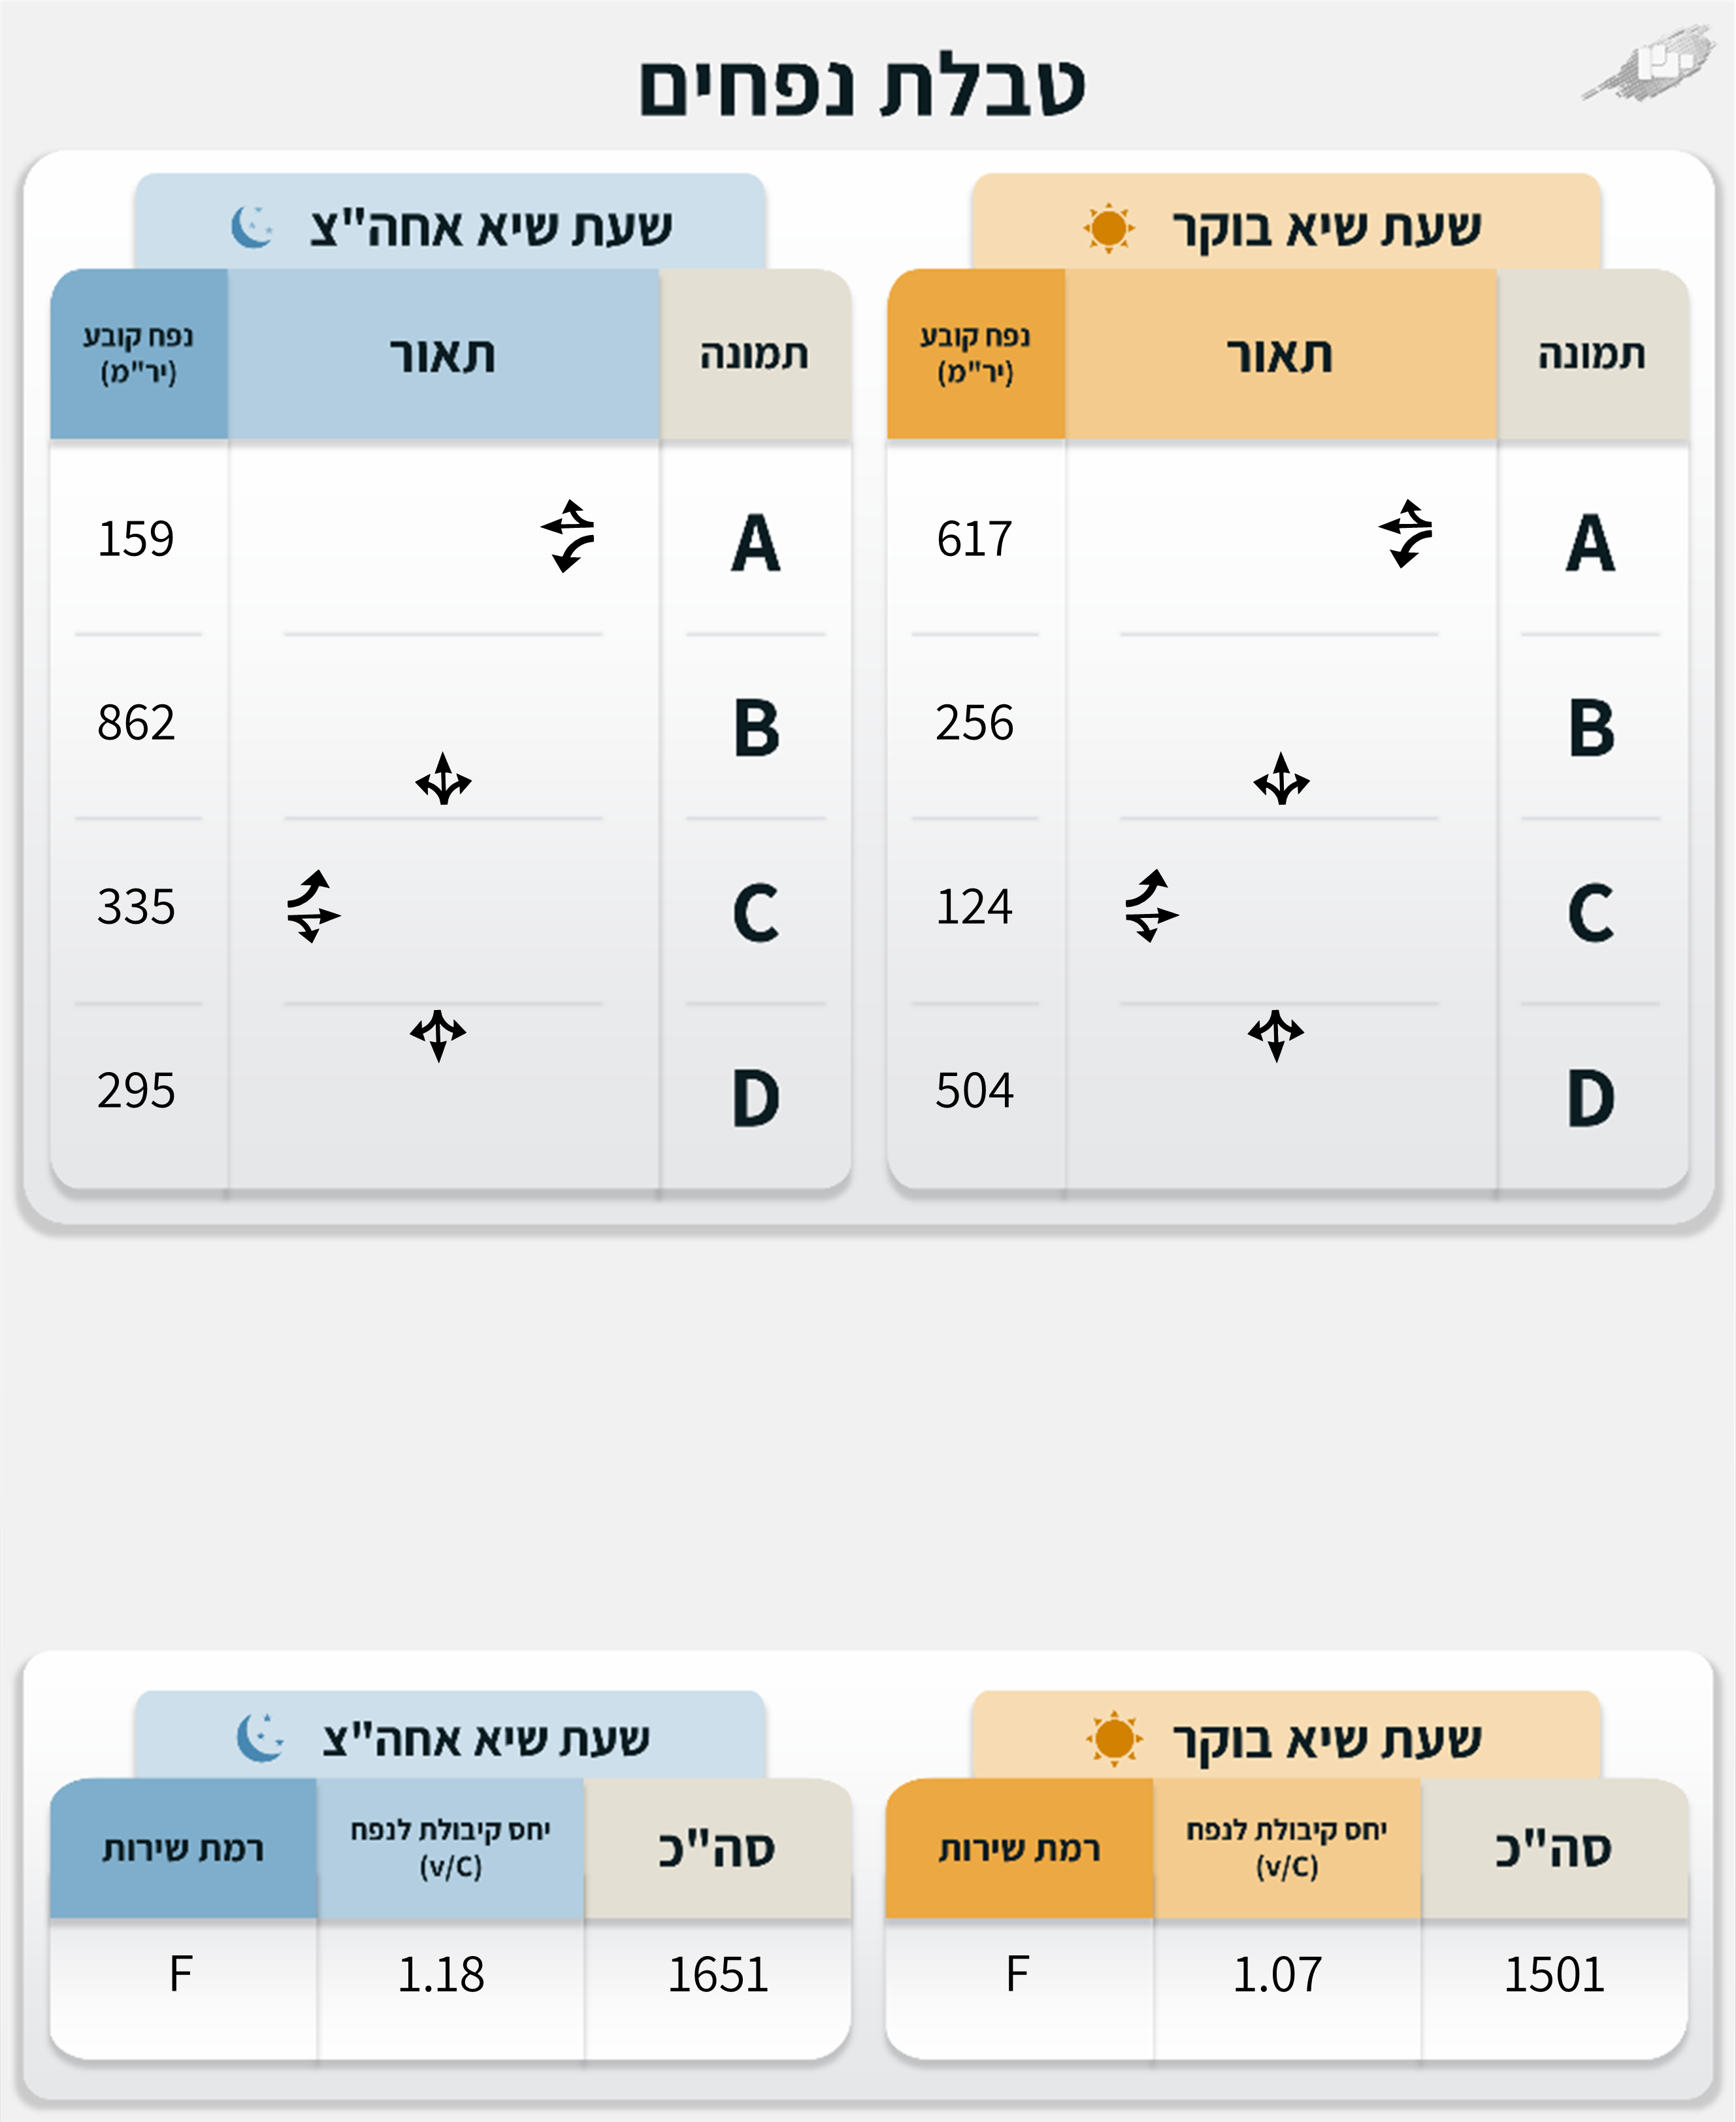 טבלת נפחים
שעת שיא בוקר
תמונה תאור נפח קובע (יר"מ)
A 617
B 256
C 124
D 504
שעת שיא אחה"צ
תמונה תאור נפח קובע (יר"מ)
A 159
B 862
C 335
D 295
שעת שיא בוקר
סה"כ יחס קיבולת לנפח (v/C) רמת שירות
1501 1.07 F
שעת שיא אחה"צ
סה"כ יחס קיבולת לנפח (v/C) רמת שירות
1651 1.18 F